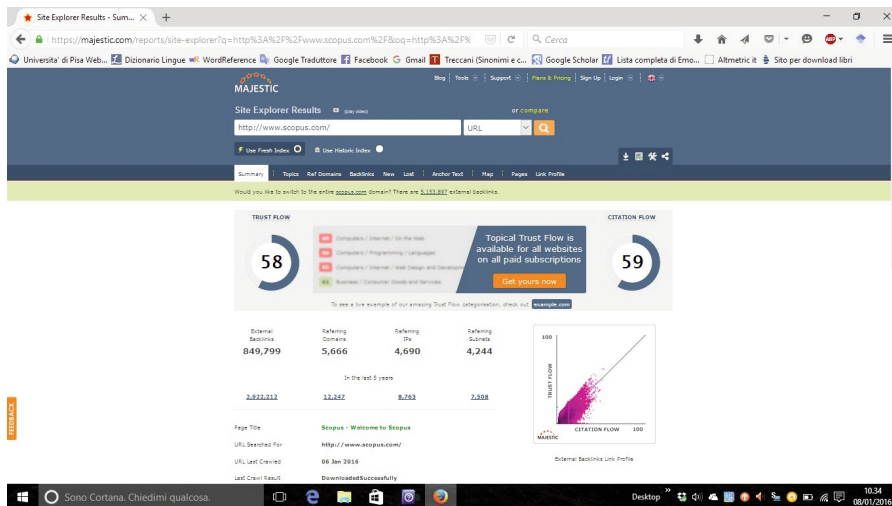 Site Explorer Results - Sum...
https://majestic.com/reports/site-explorer?q=http%3A%2F%2Fwww.scopus.com%2F&oq=http%3A%2F%
Cerca
ABP
Universita' di Pisa Web... Dizionario Lingue WR WordReference Google Traduttore Facebook G Gmail Treccani (Sinonimi e c... Google Scholar Lista completa di Emo... Altmetric it Sito per download libri
MAJESTIC
Blog Tools Support Plans & Pricing Sign Up Login
Site Explorer Results (play video)
or compare
http://www.scopus.com/ URL
Use Fresh Index Use Historic Index
Summary Topics Ref Domains Backlinks New Lost Anchor Text Map Pages Link Profile
Would you like to switch to the entire scopus.com domain? There are 5,153,897 external backlinks.
TRUST FLOW
CITATION FLOW
58
59
Computers / Internet / On the Web
Computers / Programming / Languages
Computers / Internet / Web Design and Developm
Business / Consumer Goods and Services
Topical Trust Flow is
available for all websites
on all paid subscriptions
Get yours now
To see a live example of our amazing Trust Flow categorisation, check out example.com
External Backlinks
Referring Domains
Referring IPs
Referring Subnets
849,799 5,666 4,690 4,244
In the last 5 years
2,922,212 12,247 8,763 7,508
100
TRUST FLOW
CITATION FLOW 100
MAJESTIC
External Backlinks Link Profile
Page Title Scopus - Welcome to Scopus
URL Searched For http://www.scopus.com/
URL Last Crawled 06 Jan 2016
Last Crawl Result DownloadedSuccessfully
FEEDBACK
Sono Cortana. Chiedimi qualcosa.
Desktop
10.34
08/01/2016